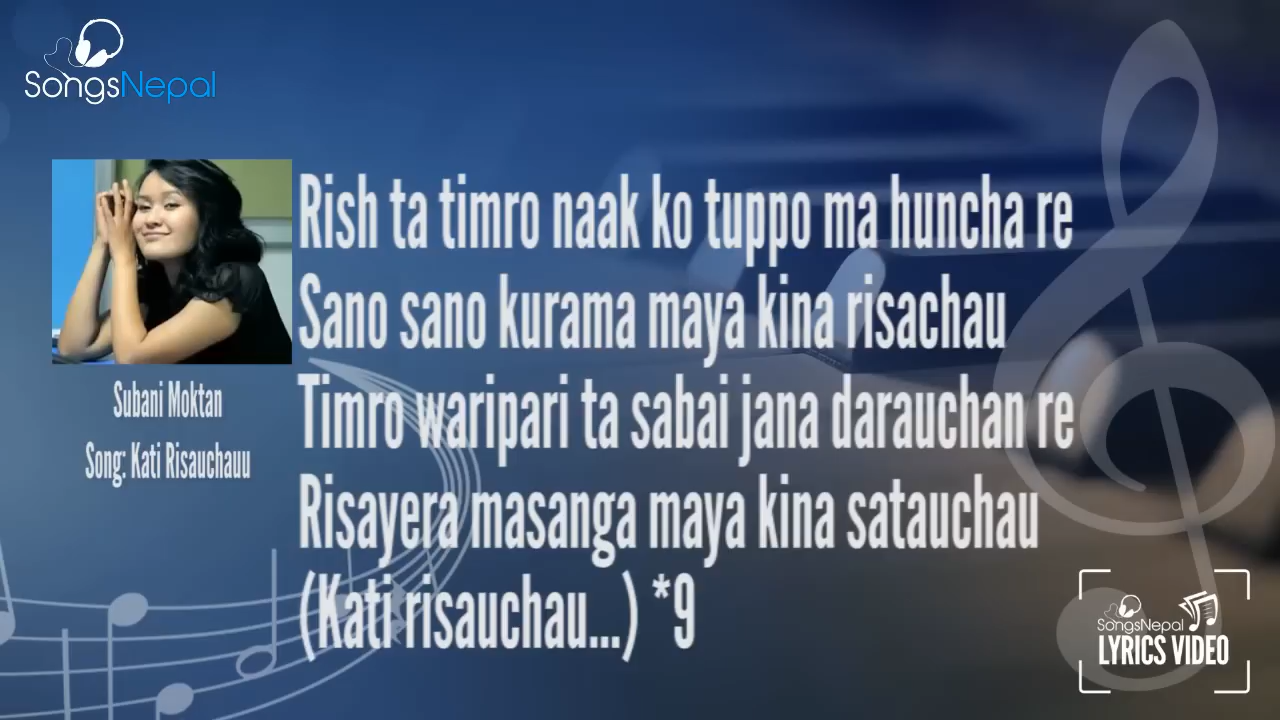 SongsNepal
Rish ta timro naak ko tuppo ma huncha re
Sano sano kurama maya kina risachau
Timro waripari ta sabai jana darauchan re
Risayera masanga maya kina satauchau
(Kati risauchau...) *9
Subani Moktan
Song: Kati Risauchauu
SongsNepal
LYRICS VIDEO